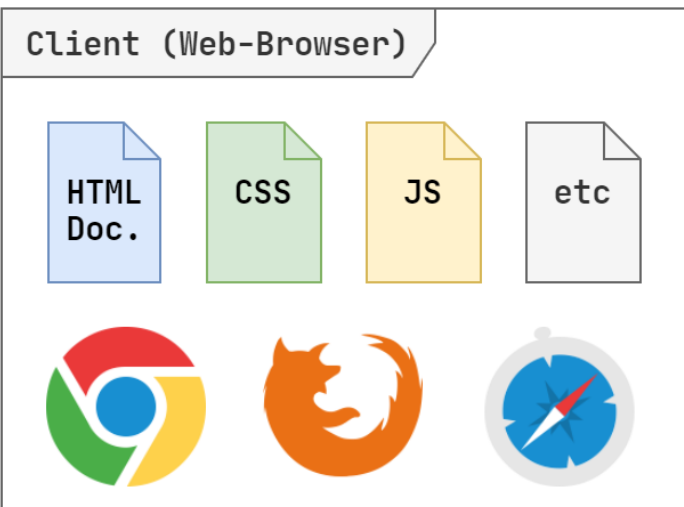 Client (Web-Browser)
HTML
Doc.
CSS
JS
etc